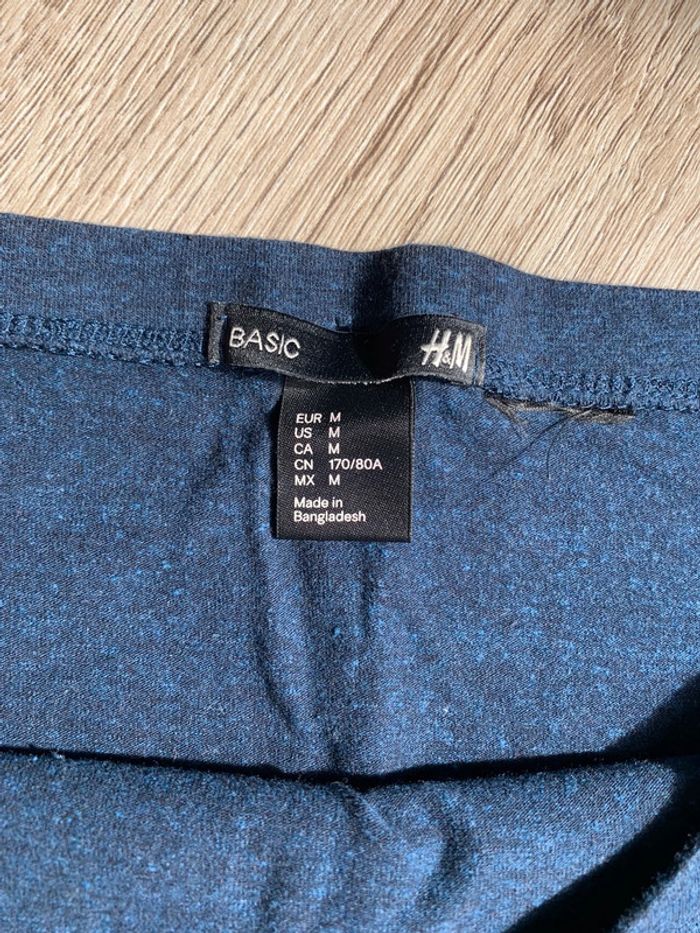 BASIC H&M
EUR M
US M
CA M
CN 170/80A
MX M
Made in
Bangladesh